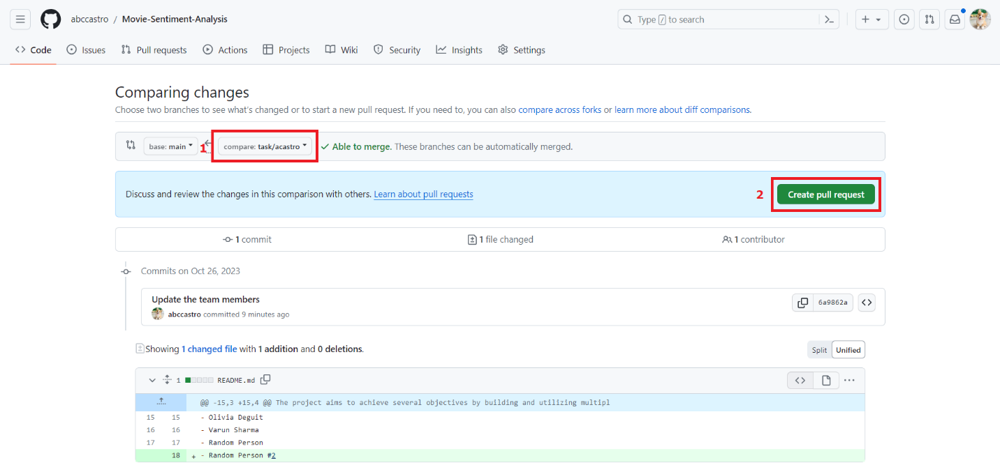 abccastro / Movie-Sentiment-Analysis
Type / to search
Code Issues Pull requests Actions Projects Wiki Security Insights Settings
Comparing changes
Choose two branches to see what's changed or to start a new pull request. If you need to, you can also compare across forks or learn more about diff comparisons.
base: main 1 compare: task/acastro Able to merge. These branches can be automatically merged.
Discuss and review the changes in this comparison with others. Learn about pull requests 2 Create pull request
1 commit 1 file changed 1 contributor
Commits on Oct 26, 2023
Update the team members
6a9862a
abccastro committed 9 minutes ago
Showing 1 changed file with 1 addition and 0 deletions.
Split Unified
1 README.md
@@ -15,3 +15,4 @@ The project aims to achieve several objectives by building and utilizing multipl
15 15 - Olivia Deguit
16 16 - Varun Sharma
17 17 - Random Person
18 + - Random Person #2